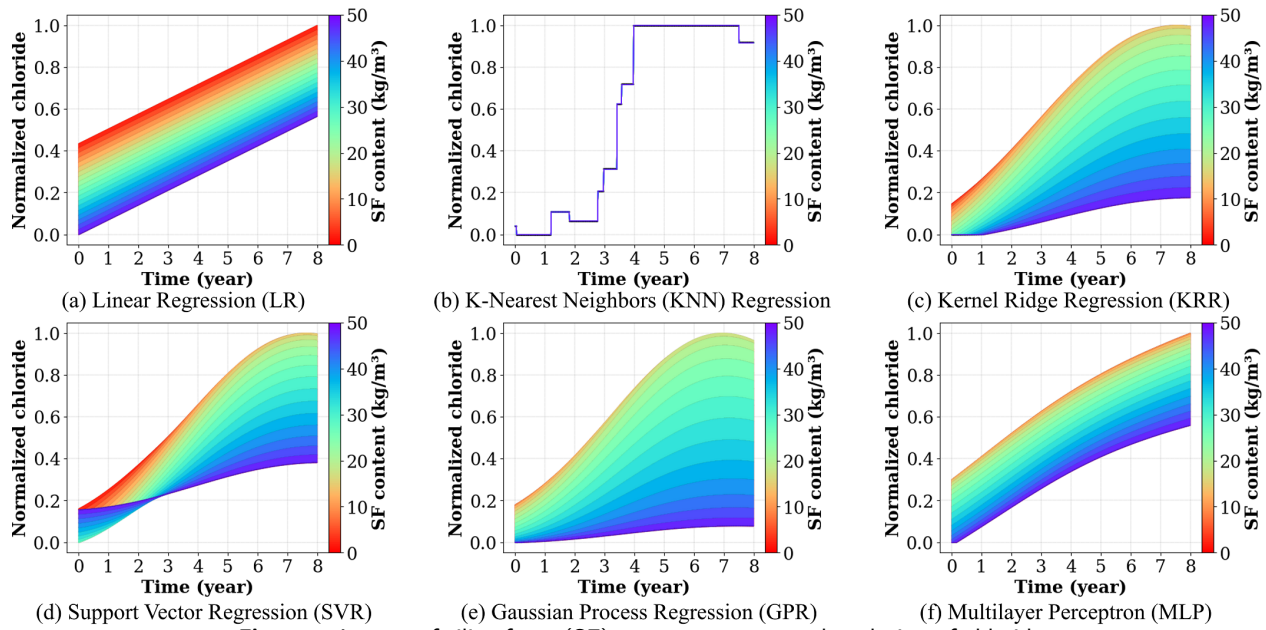 1.0
0.8
0.6
0.4
0.2
0.0
Normalized chloride
0 1 2 3 4 5 6 7 8
Time (year)
50
40
30
20
10
0
SF content (kg/m³)
(a) Linear Regression (LR)
1.0
0.8
0.6
0.4
0.2
0.0
Normalized chloride
0 1 2 3 4 5 6 7 8
Time (year)
50
40
30
20
10
0
SF content (kg/m³)
(b) K-Nearest Neighbors (KNN) Regression
1.0
0.8
0.6
0.4
0.2
0.0
Normalized chloride
0 1 2 3 4 5 6 7 8
Time (year)
50
40
30
20
10
0
SF content (kg/m³)
(c) Kernel Ridge Regression (KRR)
1.0
0.8
0.6
0.4
0.2
0.0
Normalized chloride
0 1 2 3 4 5 6 7 8
Time (year)
50
40
30
20
10
0
SF content (kg/m³)
(d) Support Vector Regression (SVR)
1.0
0.8
0.6
0.4
0.2
0.0
Normalized chloride
0 1 2 3 4 5 6 7 8
Time (year)
50
40
30
20
10
0
SF content (kg/m³)
(e) Gaussian Process Regression (GPR)
1.0
0.8
0.6
0.4
0.2
0.0
Normalized chloride
0 1 2 3 4 5 6 7 8
Time (year)
50
40
30
20
10
0
SF content (kg/m³)
(f) Multilayer Perceptron (MLP)